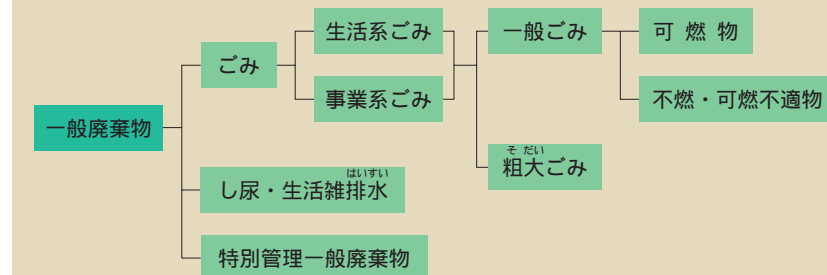 一般廃棄物
ごみ
生活系ごみ
事業系ごみ
一般ごみ
可燃物
不燃・可燃不適物
そだい
粗大ごみ
はいすい
し尿・生活雑排水
特別管理一般廃棄物